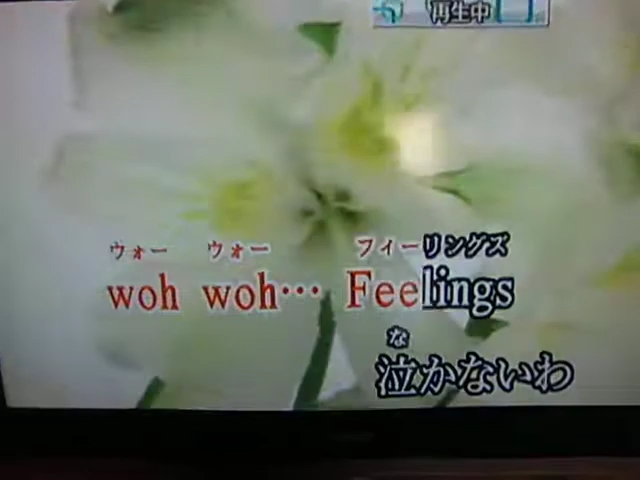 再生中
ウォー ウォー フィーリングズ
woh woh… Feelings
な
泣かないわ